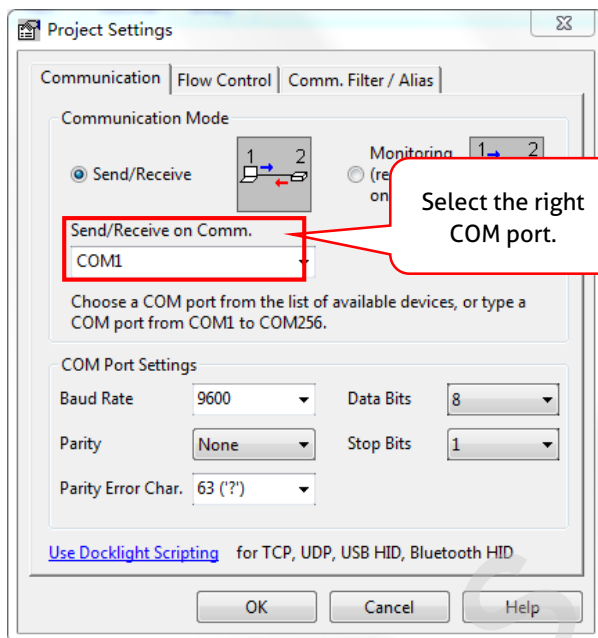 Project Settings
Communication
Flow Control
Comm. Filter / Alias
Communication Mode
Send/Receive
1 2
Monitoring
1 2
(re
on
Select the right
COM port.
Send/Receive on Comm.
COM1
Choose a COM port from the list of available devices, or type a
COM port from COM1 to COM256.
COM Port Settings
Baud Rate 9600 Data Bits 8
Parity None Stop Bits 1
Parity Error Char. 63 ('?')
Use Docklight Scripting for TCP, UDP, USB HID, Bluetooth HID
OK Cancel Help